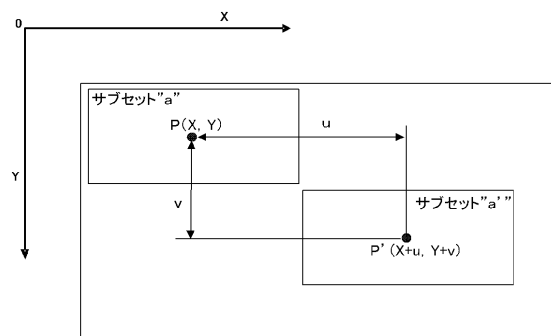 0
X
Y
サブセット"a"
P(X, Y)
u
v
サブセット"a'"
P' (X+u, Y+v)